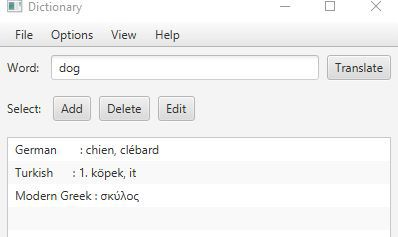 Dictionary
File Options View Help
Word: dog Translate
Select: Add Delete Edit
German : chien, clébard
Turkish : 1. köpek, it
Modern Greek : σκύλος